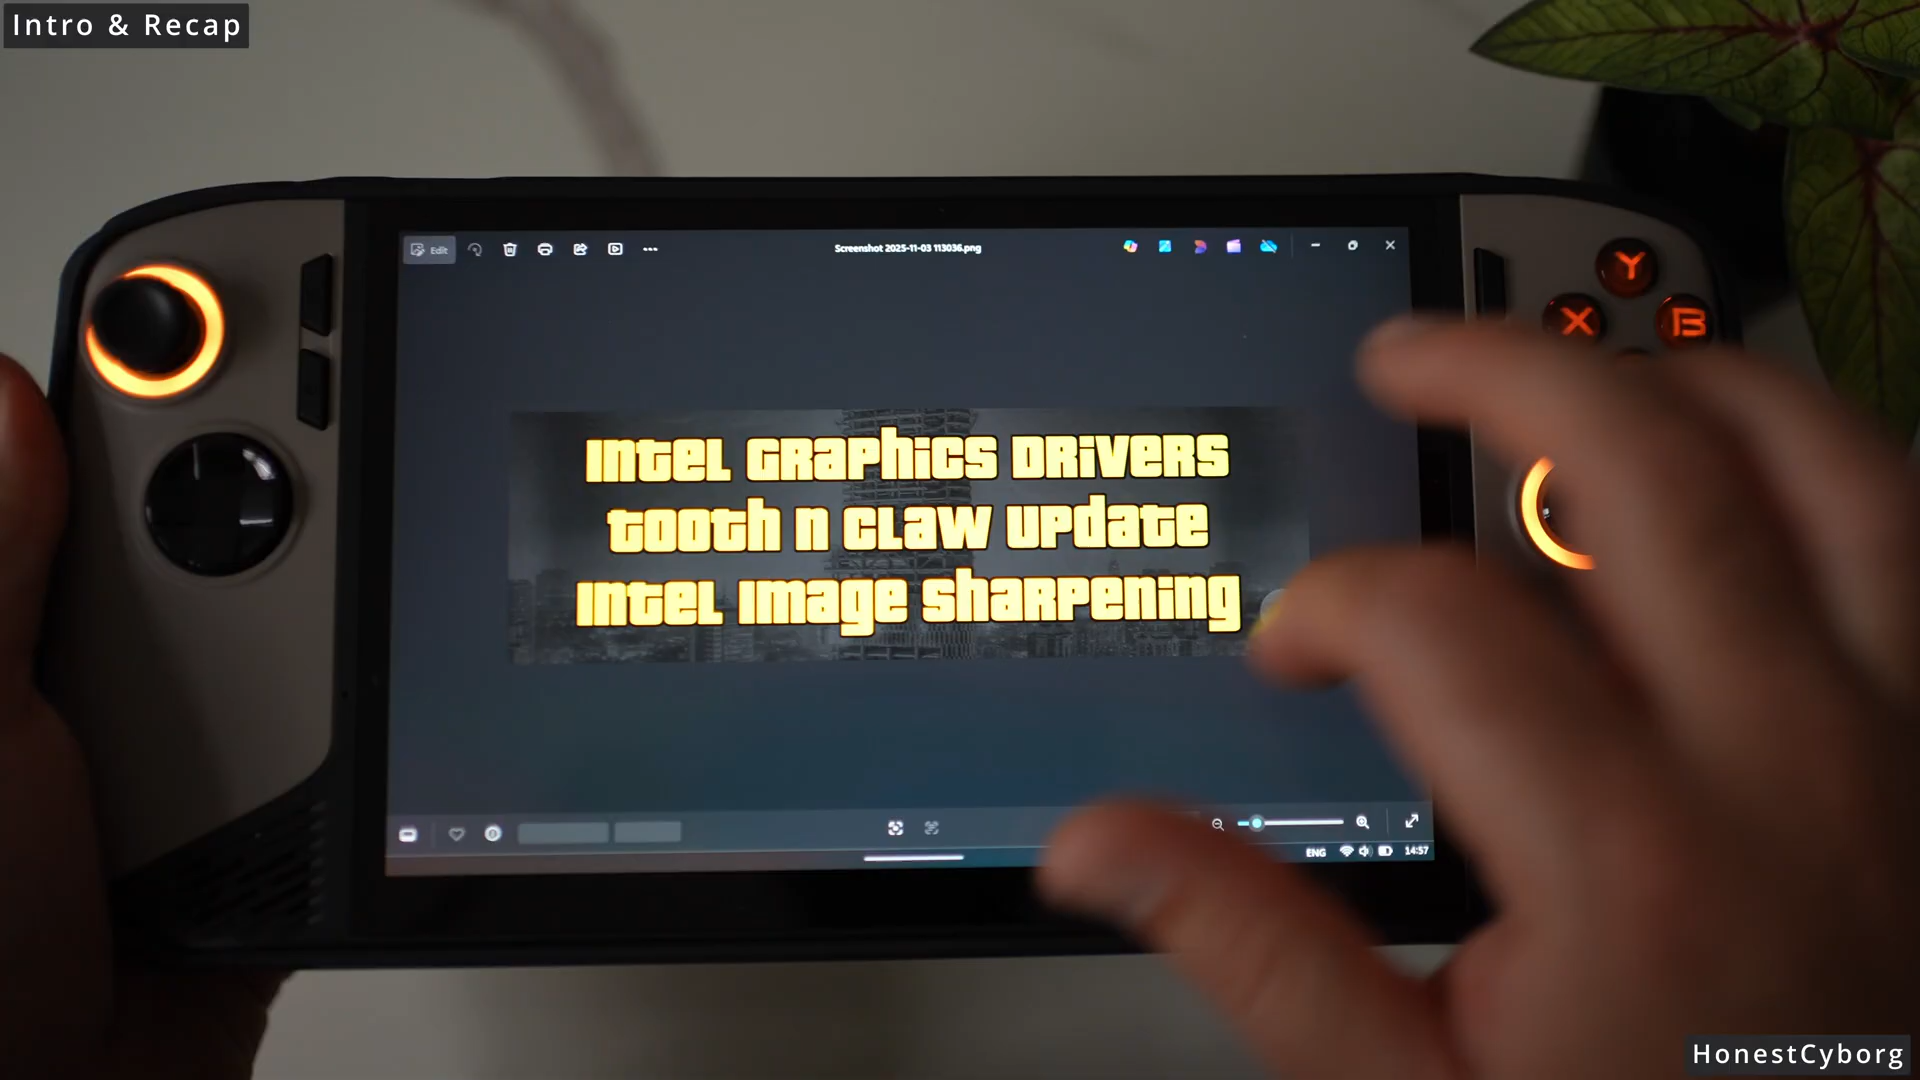 Intro & Recap
Edit
Screenshot 2025-11-03 113036.png
Y
X
B
Intel Graphics Drivers
Tooth n Claw Update
Intel Image Sharpening
ENG
14:57
HonestCyborg